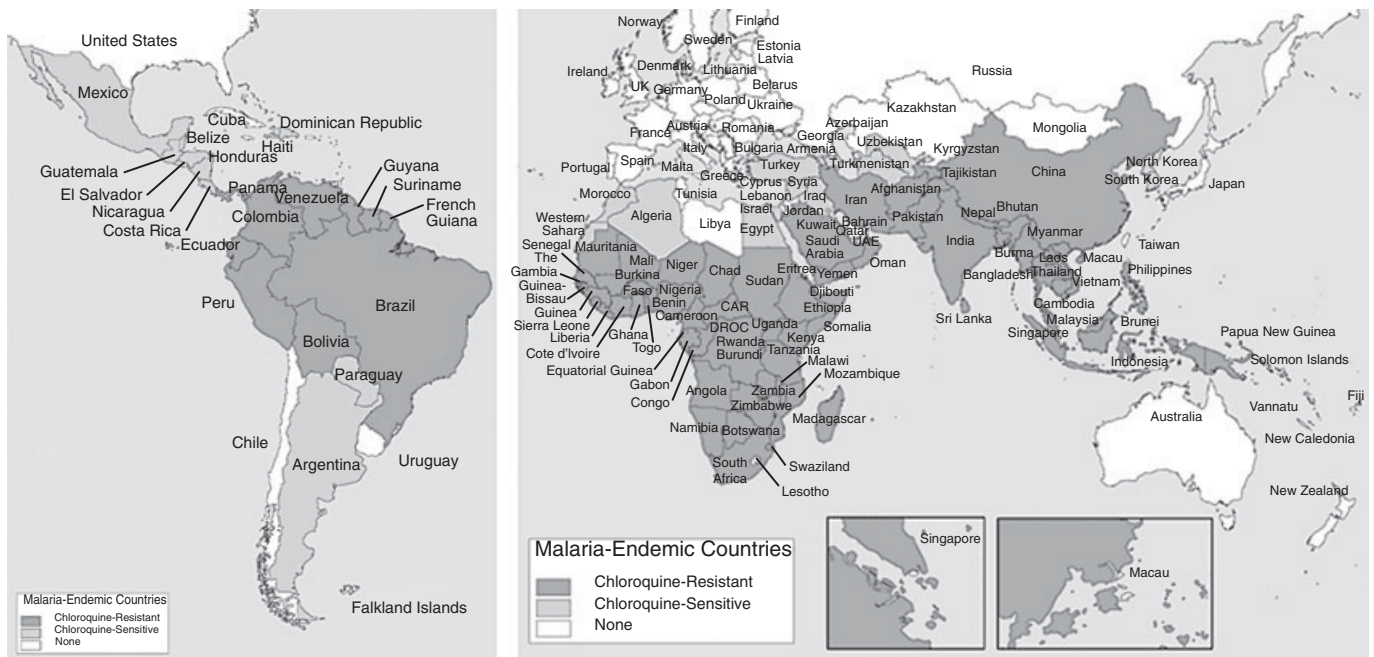 United States
Mexico
Cuba
Dominican Republic
Belize
Haiti
Honduras
Guatemala
El Salvador
Nicaragua
Costa Rica
Panama
Venezuela
Guyana
Suriname
French
Guiana
Colombia
Ecuador
Peru
Brazil
Bolivia
Paraguay
Chile
Argentina
Uruguay
Falkland Islands
Malaria-Endemic Countries
Chloroquine-Resistant
Chloroquine-Sensitive
None
Norway
Finland
Sweden
Estonia
Latvia
Ireland
Denmark
Lithuania
UK
Germany
Belarus
Poland
Ukraine
Russia
Kazakhstan
France
Austria
Romania
Azerbaijan
Georgia
Mongolia
Italy
Bulgaria
Armenia
Uzbekistan
Kyrgyzstan
Portugal
Spain
Malta
Greece
Turkey
Turkmenistan
Tajikistan
China
North Korea
South Korea
Japan
Morocco
Tunisia
Cyprus
Syria
Lebanon
Iraq
Iran
Afghanistan
Western
Sahara
Algeria
Libya
Israel
Egypt
Jordan
Kuwait
Bahrain
Qatar
UAE
Pakistan
Nepal
Bhutan
Senegal
Mauritania
The
Gambia
Mali
Burkina
Faso
Niger
Chad
Sudan
Eritrea
Saudi
Arabia
Yemen
Oman
India
Myanmar
Burma
Laos
Macau
Taiwan
Bangladesh
Thailand
Vietnam
Philippines
Guinea-
Bissau
Guinea
Sierra Leone
Liberia
Cote d'Ivoire
Ghana
Togo
Nigeria
Benin
Cameroon
CAR
Djibouti
Ethiopia
Somalia
DROC
Uganda
Kenya
Rwanda
Burundi
Tanzania
Malawi
Mozambique
Equatorial Guinea
Gabon
Congo
Angola
Zambia
Zimbabwe
Madagascar
Namibia
Botswana
South
Africa
Swaziland
Lesotho
Sri Lanka
Cambodia
Malaysia
Singapore
Brunei
Indonesia
Papua New Guinea
Solomon Islands
Fiji
Vannatu
New Caledonia
Australia
New Zealand
Malaria-Endemic Countries
Chloroquine-Resistant
Chloroquine-Sensitive
None
Singapore
Macau